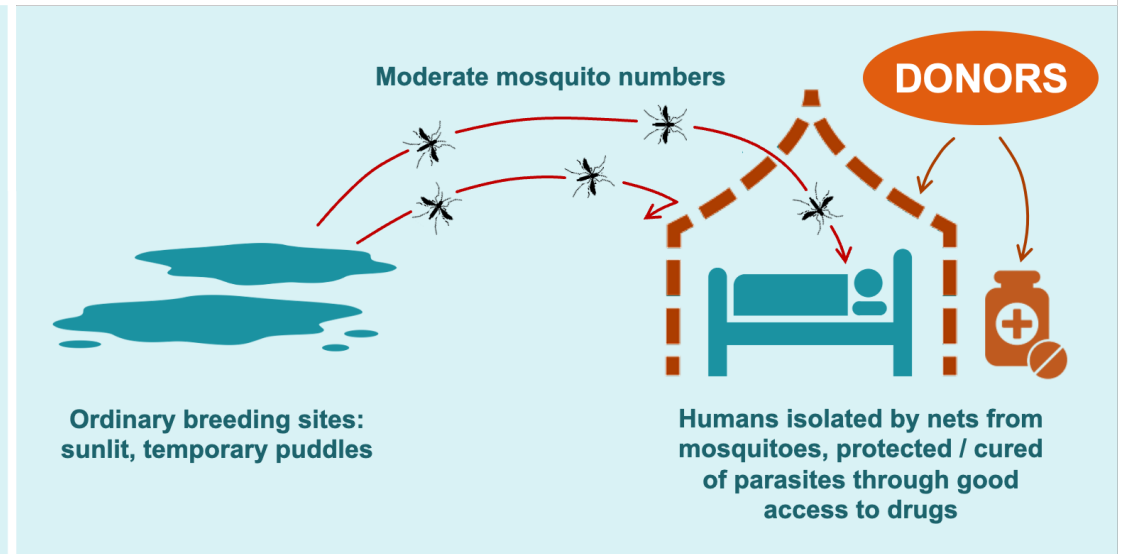 Moderate mosquito numbers
DONORS
Ordinary breeding sites:
sunlit, temporary puddles
Humans isolated by nets from
mosquitoes, protected / cured
of parasites through good
access to drugs